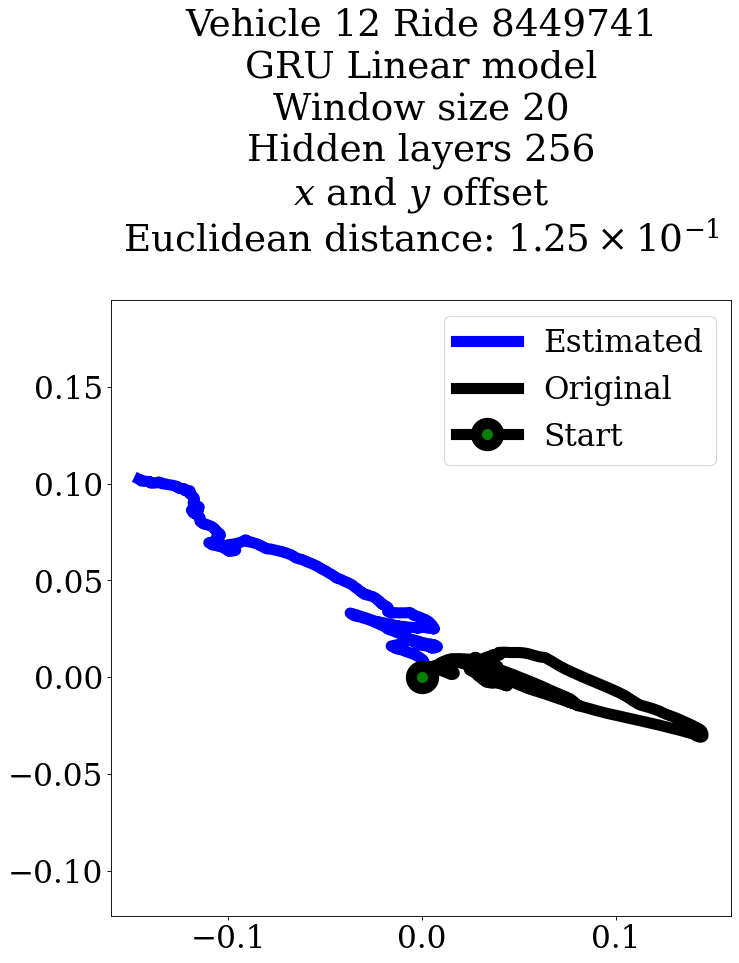 Vehicle 12 Ride 8449741
GRU Linear model
Window size 20
Hidden layers 256
x and y offset
Euclidean distance: 1.25 × 10⁻¹
Estimated
Original
Start
0.15
0.10
0.05
0.00
−0.05
−0.10
−0.1 0.0 0.1